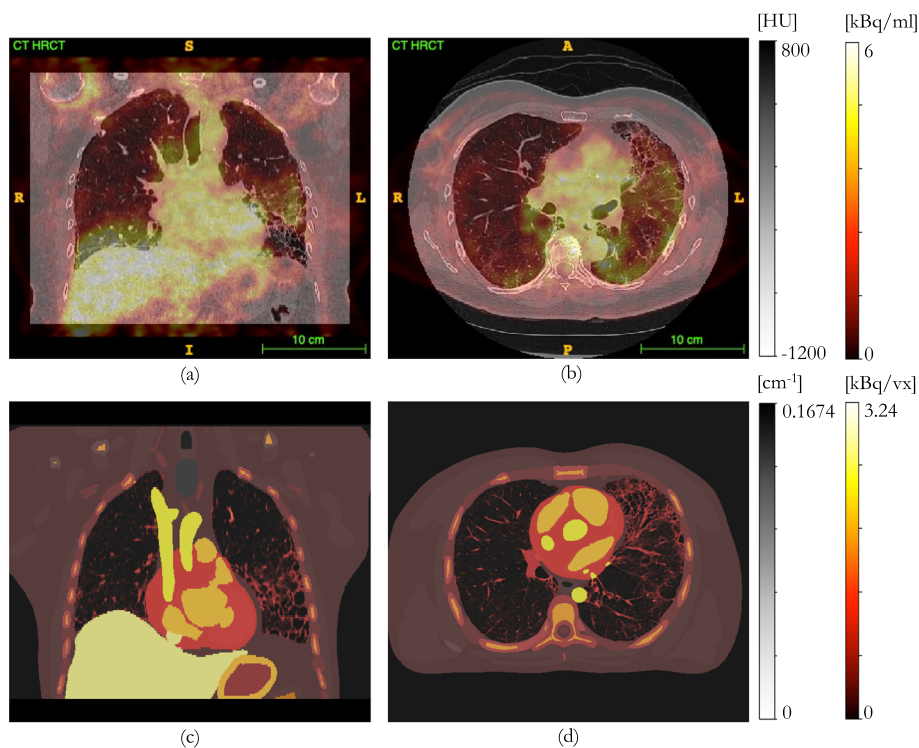 CT HRCT
S
R
L
I
10 cm
(a)
CT HRCT
A
R
L
P
10 cm
(b)
[HU]
800
-1200
[kBq/ml]
6
0
(c)
(d)
[cm-1]
0.1674
0
[kBq/vx]
3.24
0